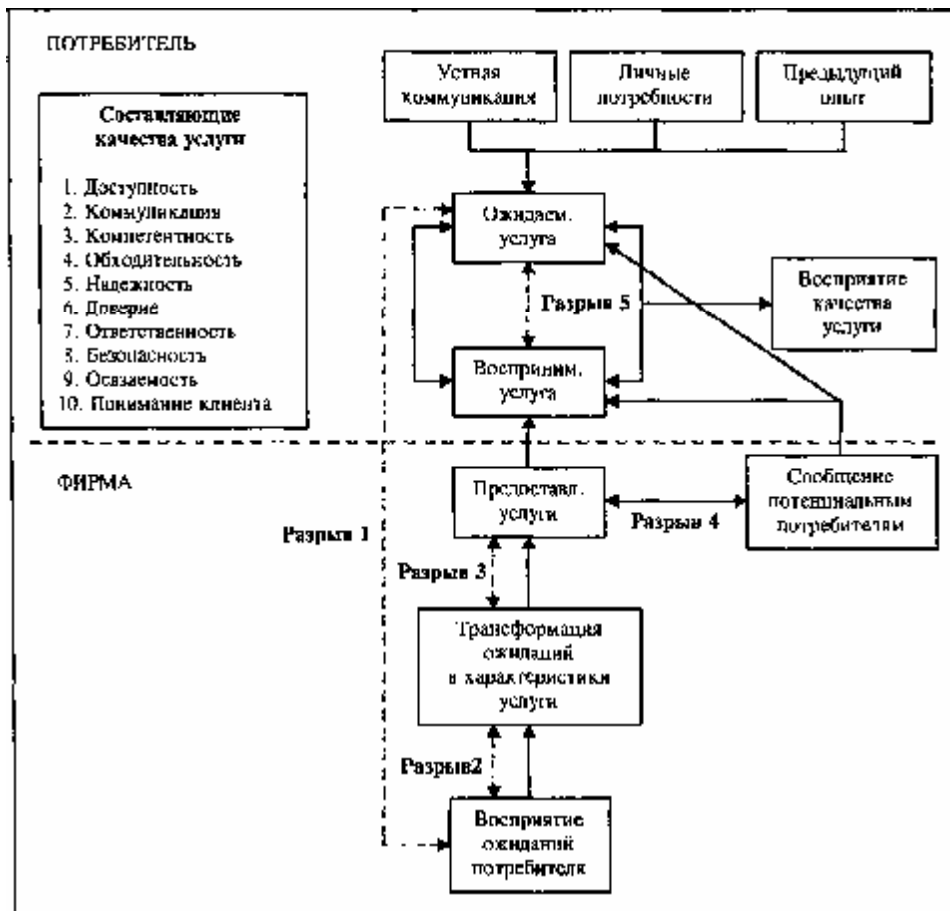 ПОТРЕБИТЕЛЬ
Устная
коммуникация
Личные
потребности
Предыдущий
опыт
Составляющие
качества услуги
1. Доступность
2. Коммуникация
3. Компетентность
4. Обходительность
5. Надежность
6. Доверие
7. Ответственность
8. Безопасность
9. Осязаемость
10. Понимание клиента
Ожидаем.
услуга
Разрыв 5
Восприятие
качества
услуги
Восприним.
услуга
ФИРМА
Предоставл.
услуги
Сообщение
потенциальным
потребителям
Разрыв 4
Разрыв 1
Разрыв 3
Трансформация
ожиданий
в характеристики
услуги
Разрыв2
Восприятие
ожиданий
потребителя